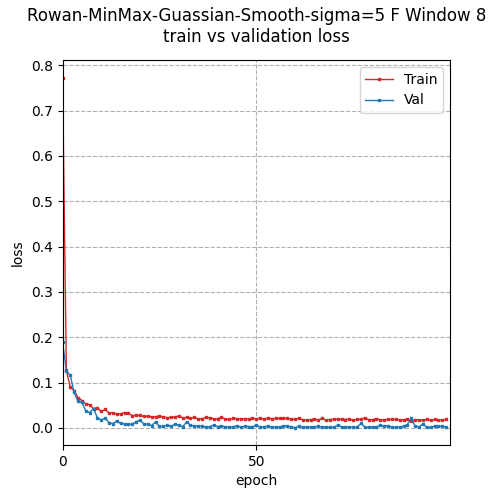 Rowan-MinMax-Guassian-Smooth-sigma=5 F Window 8
train vs validation loss
Train
Val
0.8
0.7
0.6
0.5
0.4
0.3
0.2
0.1
0.0
loss
0
50
epoch